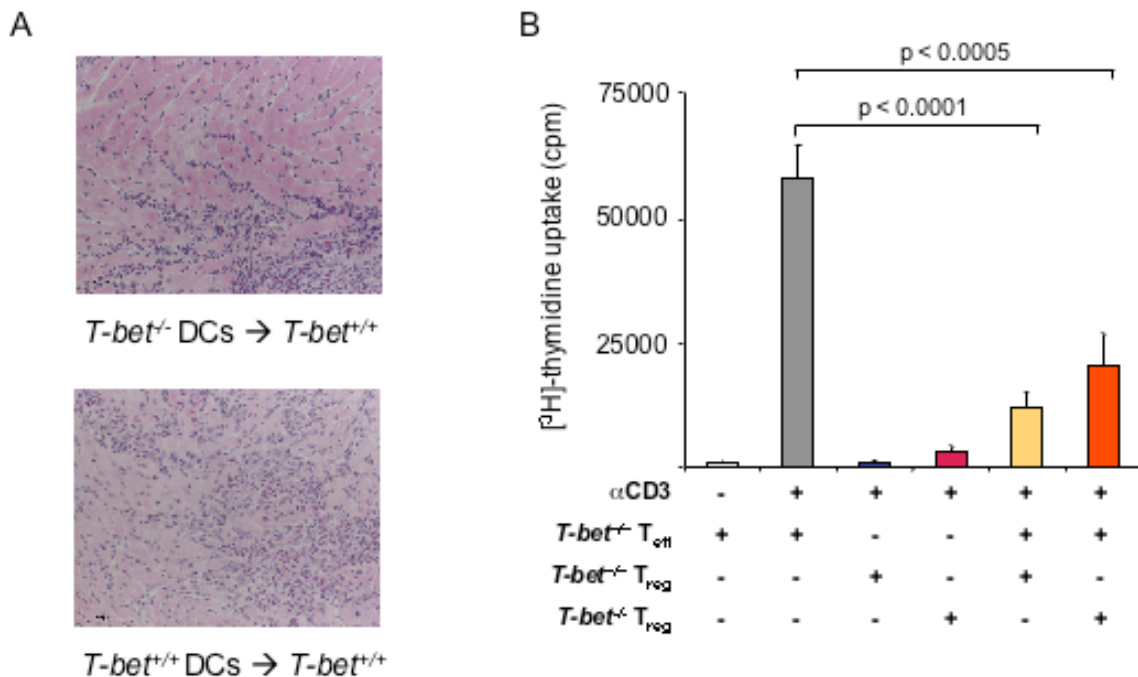 A
T-bet-/- DCs → T-bet+/+
T-bet+/+ DCs → T-bet+/+
B
p < 0.0005
p < 0.0001
[3H]-thymidine uptake (cpm)
75000
50000
25000
αCD3 - + + + + +
T-bet-/- Teff + + - - + +
T-bet-/- Treg - - + - + -
T-bet-/- Treg - - - + - +